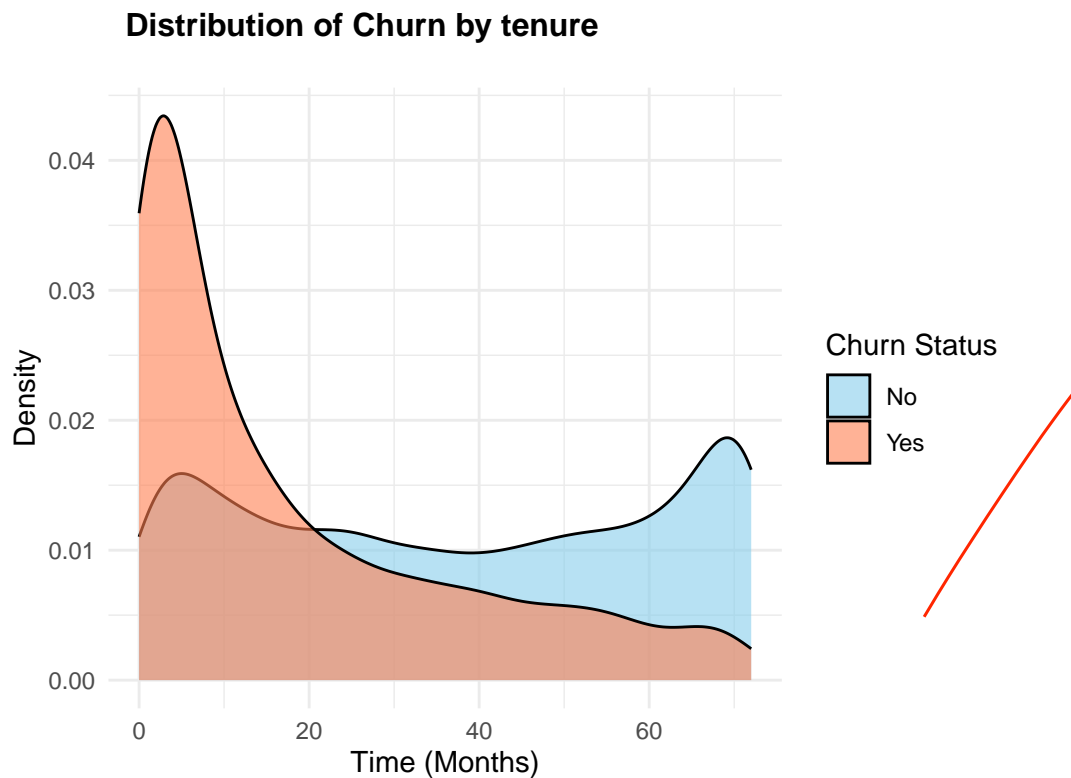 Distribution of Churn by tenure
0.04
0.03
0.02
0.01
0.00
Density
0
20
40
60
Time (Months)
Churn Status
No
Yes